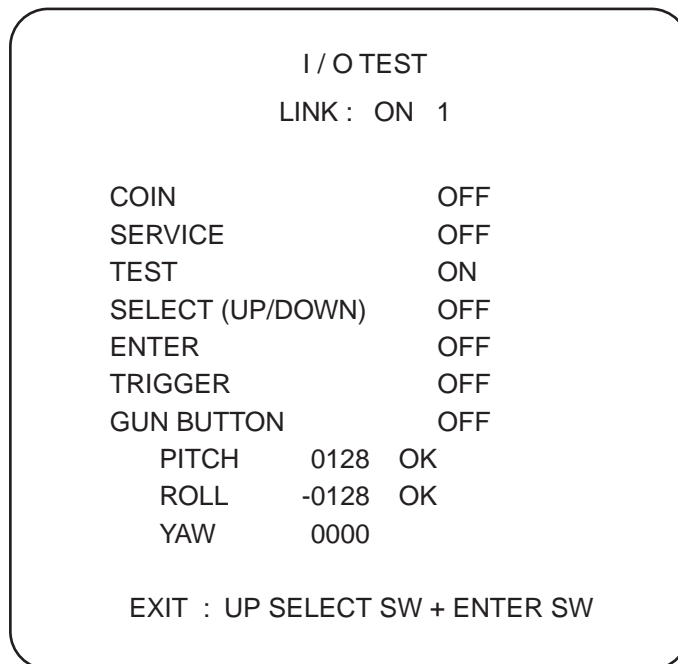 I / O TEST
LINK : ON 1
COIN OFF
SERVICE OFF
TEST ON
SELECT (UP/DOWN) OFF
ENTER OFF
TRIGGER OFF
GUN BUTTON OFF
PITCH 0128 OK
ROLL -0128 OK
YAW 0000
EXIT : UP SELECT SW + ENTER SW